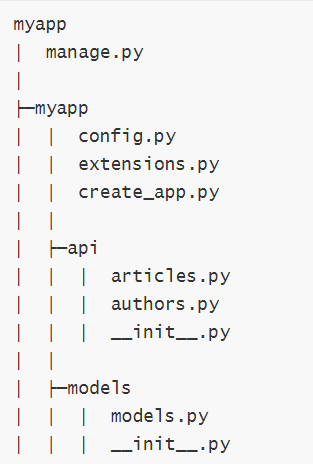 myapp
|  manage.py
|
├─myapp
|  |  config.py
|  |  extensions.py
|  |  create_app.py
|  |
|  ├─api
|  |  |  articles.py
|  |  |  authors.py
|  |  |  __init__.py
|  |
|  ├─models
|  |  |  models.py
|  |  |  __init__.py